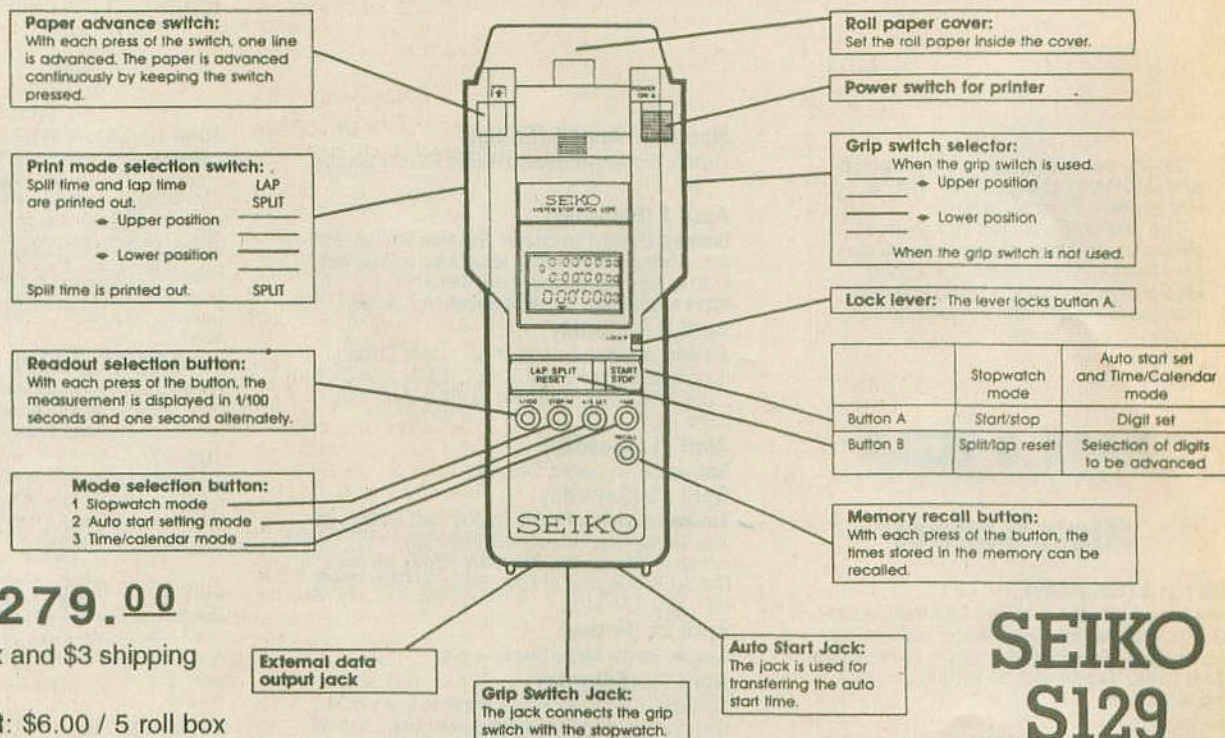 Paper advance switch:
With each press of the switch, one line
is advanced. The paper is advanced
continuously by keeping the switch
pressed.
Print mode selection switch:
Split time and lap time LAP
are printed out. SPLIT
Upper position
Lower position
Split time is printed out. SPLIT
Readout selection button:
With each press of the button, the
measurement is displayed in 1/100
seconds and one second alternately.
Mode selection button:
1 Stopwatch mode
2 Auto start setting mode
3 Time/calendar mode
279.00
x and $3 shipping
: $6.00 / 5 roll box
POWER
ON
SEIKO
SYSTEM STOP WATCH
LOCK
LAP SPLIT
RESET
START
STOP
1/100
RECALL
SEIKO
External data
output jack
Grip Switch Jack:
The jack connects the grip
switch with the stopwatch.
Auto Start Jack:
The jack is used for
transferring the auto
start time.
Roll paper cover:
Set the roll paper inside the cover.
Power switch for printer
Grip switch selector:
When the grip switch is used.
Upper position
Lower position
When the grip switch is not used.
Lock lever: The lever locks button A.
Stopwatch
mode
Auto start set
and Time/Calendar
mode
Button A Start/stop Digit set
Button B Split/lap reset Selection of digits
to be advanced
Memory recall button:
With each press of the button, the
times stored in the memory can be
recalled.
SEIKO
S129